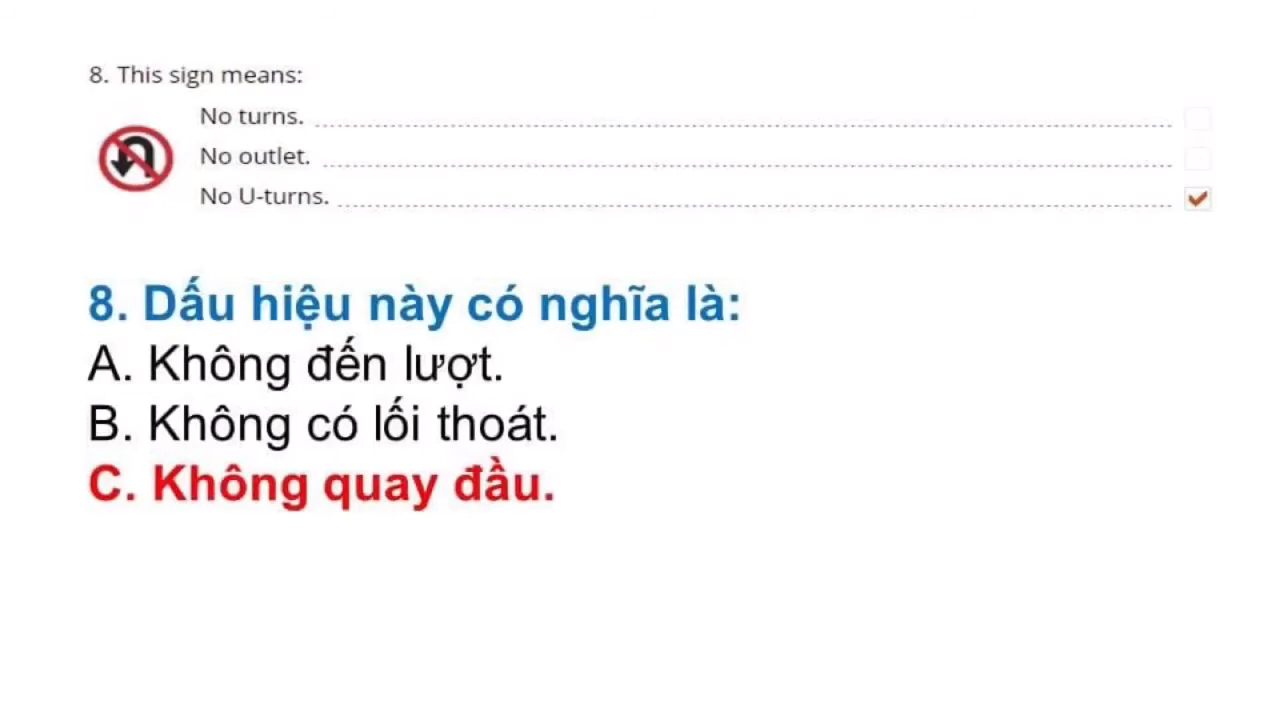 8. This sign means:
No turns.
No outlet.
No U-turns.
8. Dấu hiệu này có nghĩa là:
A. Không đến lượt.
B. Không có lối thoát.
C. Không quay đầu.